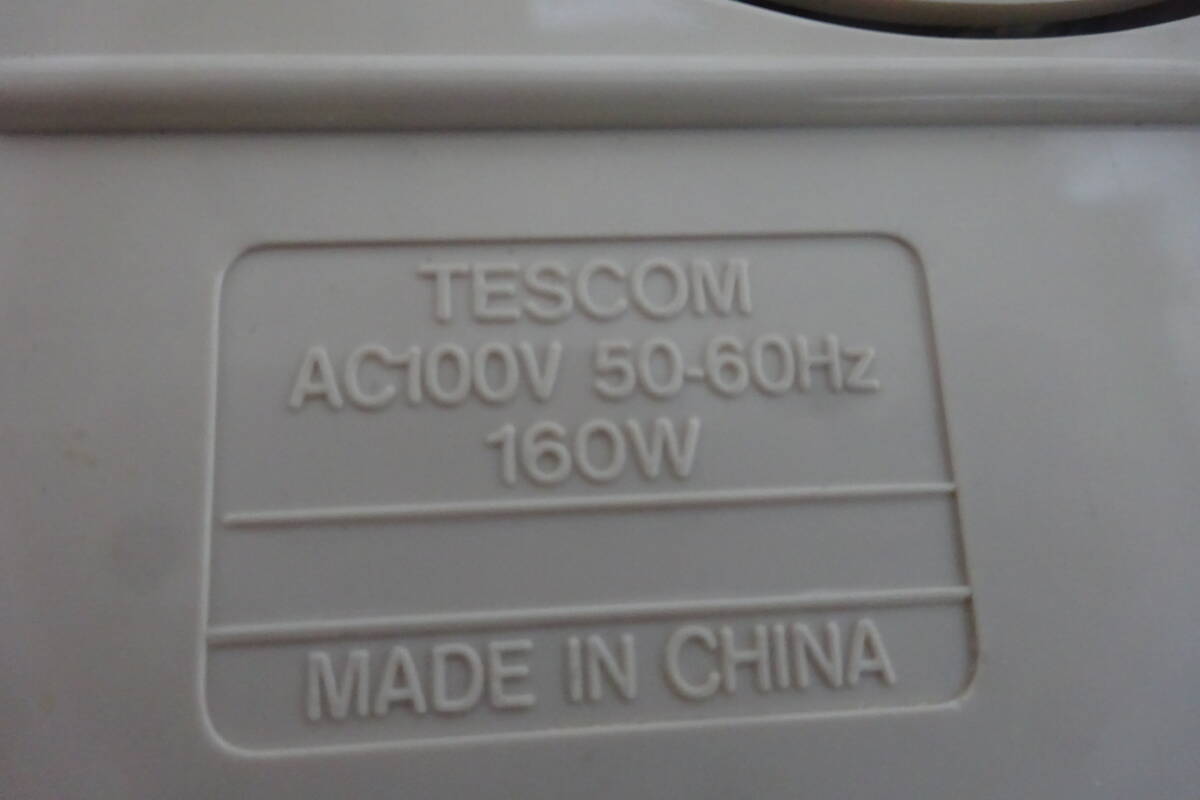 TESCOM
AC100V 50-60Hz
160W
MADE IN CHINA